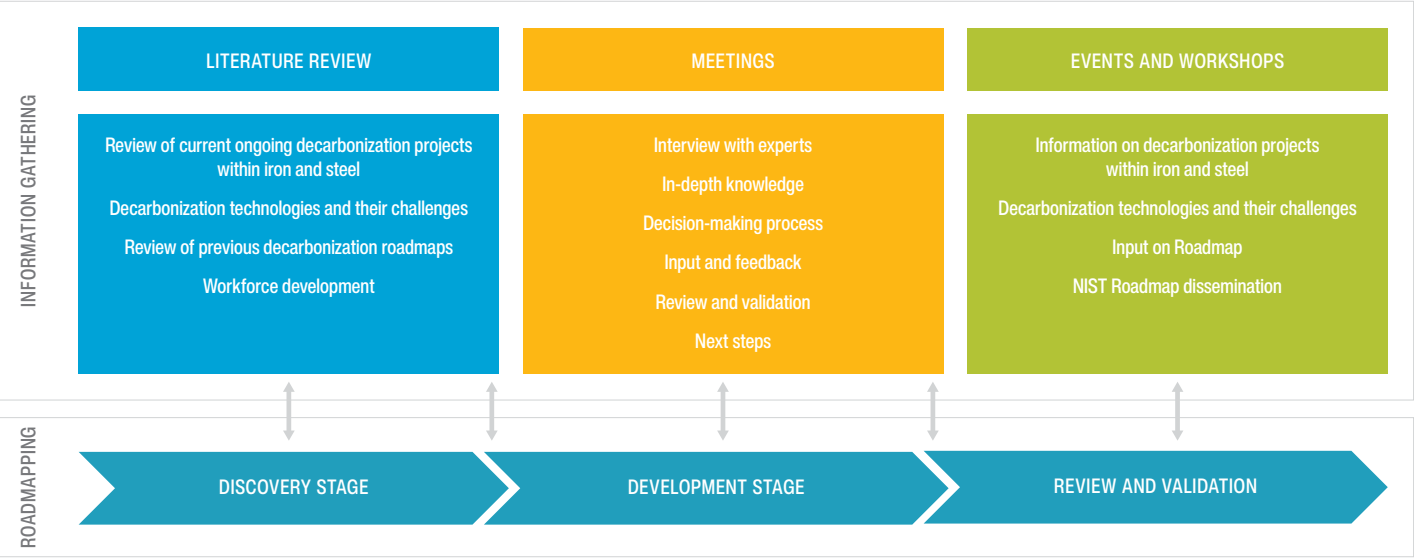 INFORMATION GATHERING
LITERATURE REVIEW
Review of current ongoing decarbonization projects
within iron and steel
Decarbonization technologies and their challenges
Review of previous decarbonization roadmaps
Workforce development
MEETINGS
Interview with experts
In-depth knowledge
Decision-making process
Input and feedback
Review and validation
Next steps
EVENTS AND WORKSHOPS
Information on decarbonization projects
within iron and steel
Decarbonization technologies and their challenges
Input on Roadmap
NIST Roadmap dissemination
ROADMAPPING
DISCOVERY STAGE
DEVELOPMENT STAGE
REVIEW AND VALIDATION